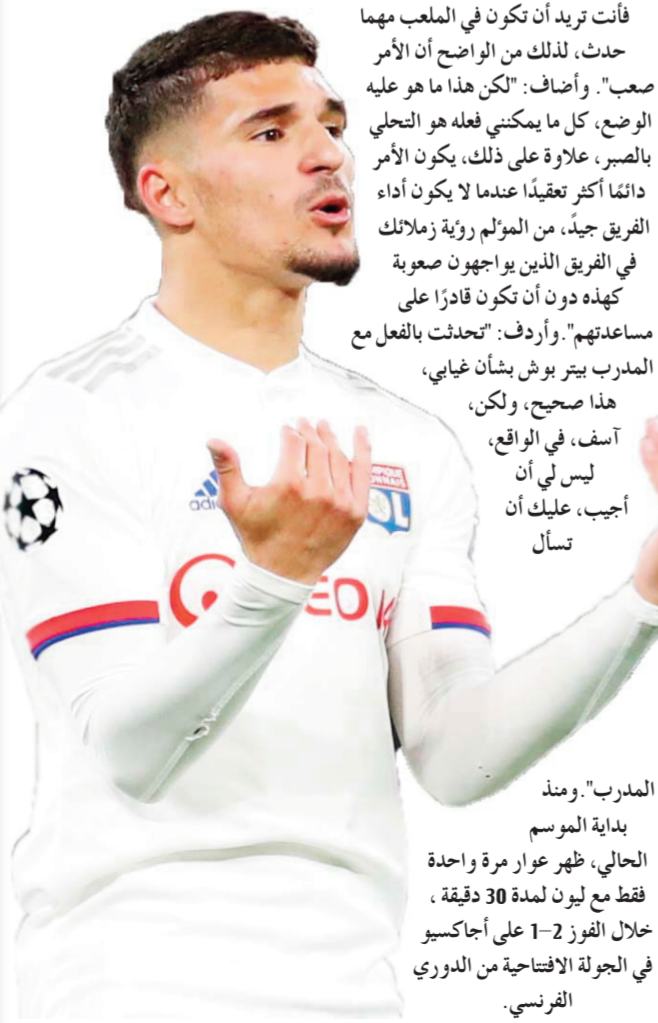 فأنت تريد أن تكون في الملعب مهما
حدث، لذلك من الواضح أن الأمر
صعب". وأضاف: "لكن هذا ما هو عليه
الوضع، كل ما يمكنني فعله هو التحلي
بالصبر، علاوة على ذلك، يكون الأمر
دائمًا أكثر تعقيدًا عندما لا يكون أداء
الفريق جيدً، من المؤلم رؤية زملائك
في الفريق الذين يواجهون صعوبة
كهذه دون أن تكون قادرًا على
مساعدتهم".وأردف: "تحدثت بالفعل مع
المدرب بيتر بوش بشأن غيابي،
هذا صحيح، ولكن،
آسف، في الواقع،
ليس لي أن
أجيب، عليك أن
تسأل
المدرب".ومنذ
بداية الموسم
الحالي، ظهر عوار مرة واحدة
فقط مع ليون لمدة 30 دقيقة ،
خلال الفوز 2–1 على أجاكسيو
في الجولة الافتتاحية من الدوري
الفرنسي.
adi
MPIQUE
ONNAIS
OL
EO